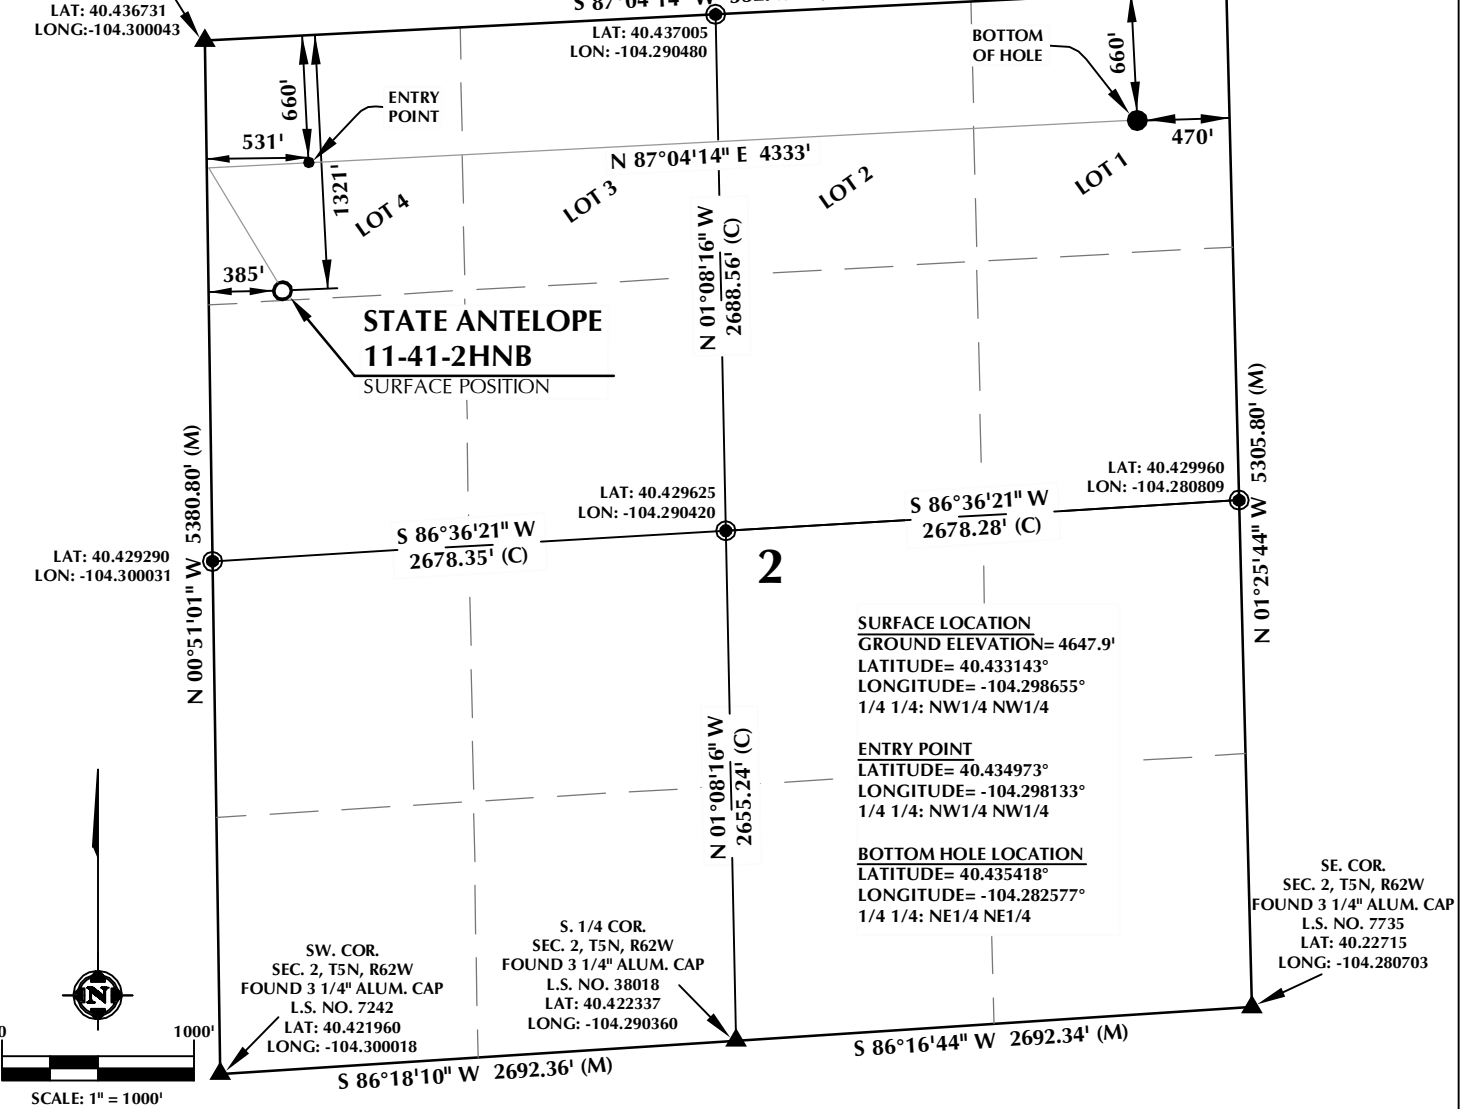 LAT: 40.436731
LONG:-104.300043
S 87°04'14" W
LAT: 40.437005
LON: -104.290480
BOTTOM
OF HOLE
660'
660'
ENTRY
POINT
531'
470'
N 87°04'14" E 4333'
1321'
LOT 4
LOT 3
LOT 2
LOT 1
385'
N 01°08'16" W
2688.56' (C)
STATE ANTELOPE
11-41-2HNB
SURFACE POSITION
N 00°51'01" W 5380.80' (M)
N 01°25'44" W 5305.80' (M)
LAT: 40.429960
LON: -104.280809
LAT: 40.429625
LON: -104.290420
S 86°36'21" W
2678.28' (C)
S 86°36'21" W
2678.35' (C)
LAT: 40.429290
LON: -104.300031
2
SURFACE LOCATION
GROUND ELEVATION= 4647.9'
LATITUDE= 40.433143°
LONGITUDE= -104.298655°
1/4 1/4: NW1/4 NW1/4
ENTRY POINT
LATITUDE= 40.434973°
LONGITUDE= -104.298133°
1/4 1/4: NW1/4 NW1/4
BOTTOM HOLE LOCATION
LATITUDE= 40.435418°
LONGITUDE= -104.282577°
1/4 1/4: NE1/4 NE1/4
N 01°08'16" W
2655.24' (C)
SE. COR.
SEC. 2, T5N, R62W
FOUND 3 1/4" ALUM. CAP
L.S. NO. 7735
LAT: 40.22715
LONG: -104.280703
S. 1/4 COR.
SEC. 2, T5N, R62W
FOUND 3 1/4" ALUM. CAP
L.S. NO. 38018
LAT: 40.422337
LONG: -104.290360
SW. COR.
SEC. 2, T5N, R62W
FOUND 3 1/4" ALUM. CAP
L.S. NO. 7242
LAT: 40.421960
LONG: -104.300018
N
0 1000'
SCALE: 1" = 1000'
S 86°18'10" W 2692.36' (M)
S 86°16'44" W 2692.34' (M)